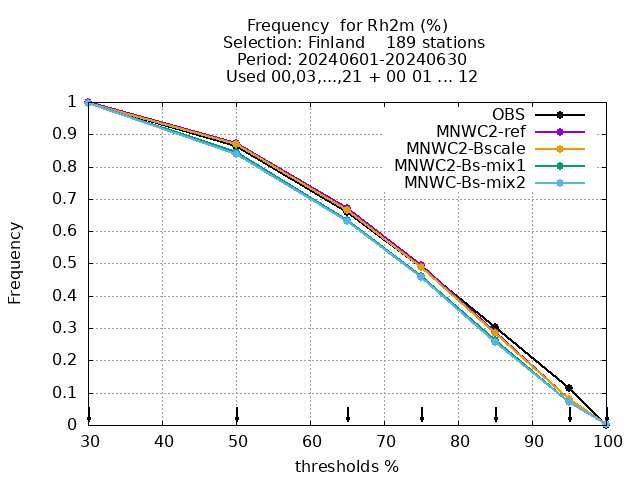 Frequency  for Rh2m (%)
Selection: Finland    189 stations
Period: 20240601-20240630
Used 00,03,...,21 + 00 01 ... 12
OBS
MNWC2-ref
MNWC2-Bscale
MNWC2-Bs-mix1
MNWC-Bs-mix2
Frequency
1
0.9
0.8
0.7
0.6
0.5
0.4
0.3
0.2
0.1
0
30 40 50 60 70 80 90 100
thresholds %